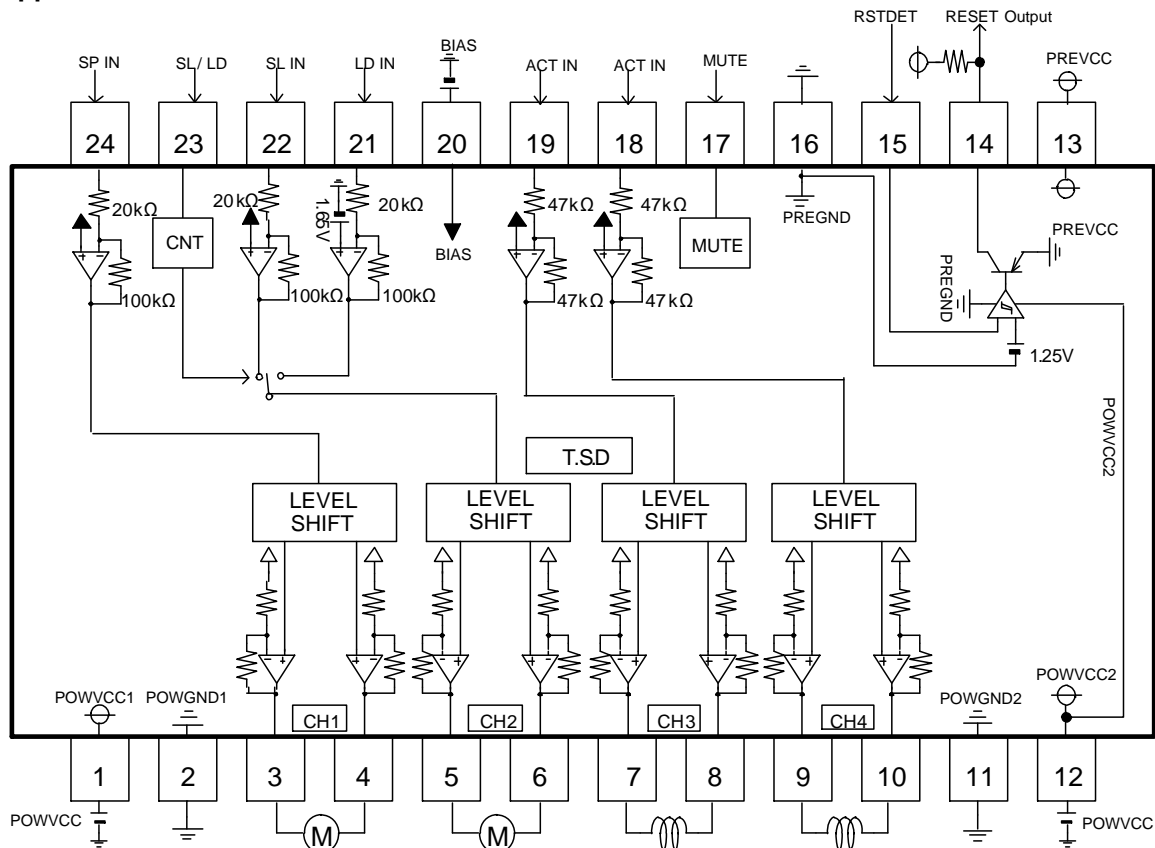 RSTDET RESET Output
SP IN SL/ LD SL IN LD IN BIAS ACT IN ACT IN MUTE PREVCC
24 23 22 21 20 19 18 17 16 15 14 13
20kΩ 20kΩ 1.65V 20kΩ 47kΩ 47kΩ
CNT BIAS MUTE PREGND PREVCC
100kΩ 100kΩ 100kΩ 47kΩ 47kΩ PREGND
1.25V
POWVCC2
T.S.D
LEVEL SHIFT LEVEL SHIFT LEVEL SHIFT LEVEL SHIFT
POWVCC1 POWGND1 CH1 CH2 CH3 CH4 POWGND2 POWVCC2
1 2 3 4 5 6 7 8 9 10 11 12
POWVCC M M POWVCC